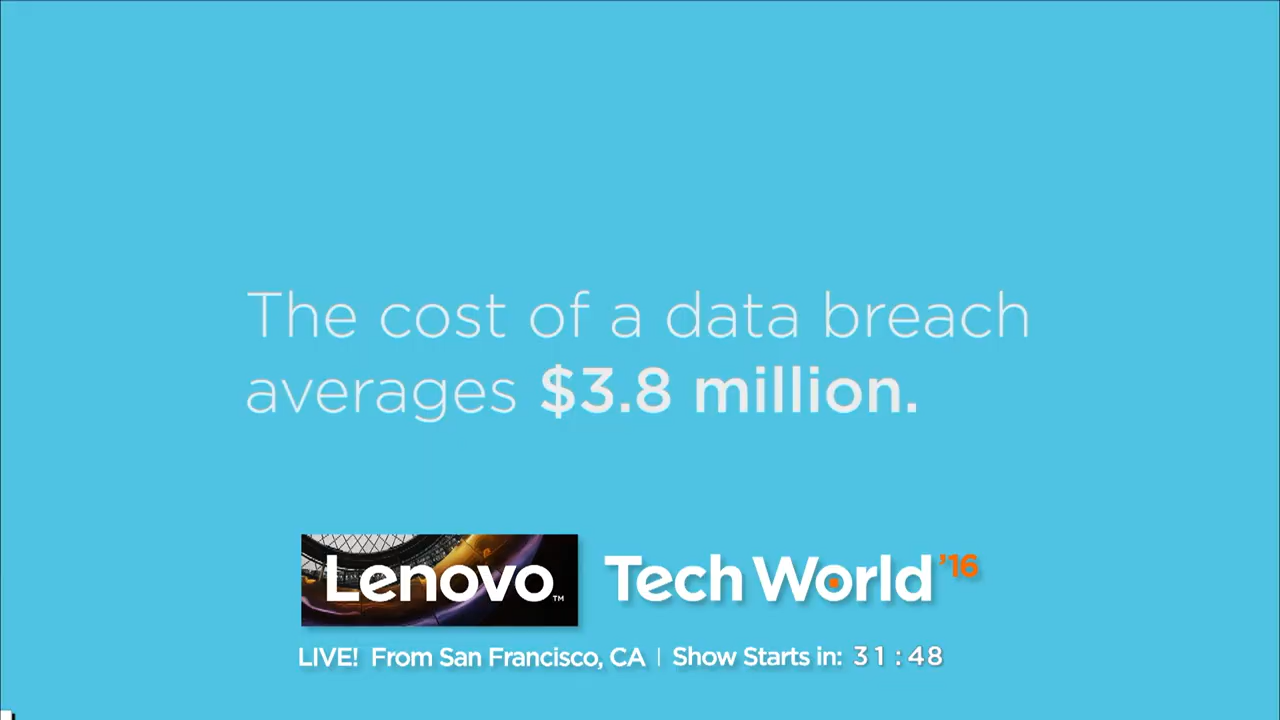 The cost of a data breach
averages $3.8 million.
Lenovo™ Tech World '16
LIVE! From San Francisco, CA | Show Starts in: 31:48